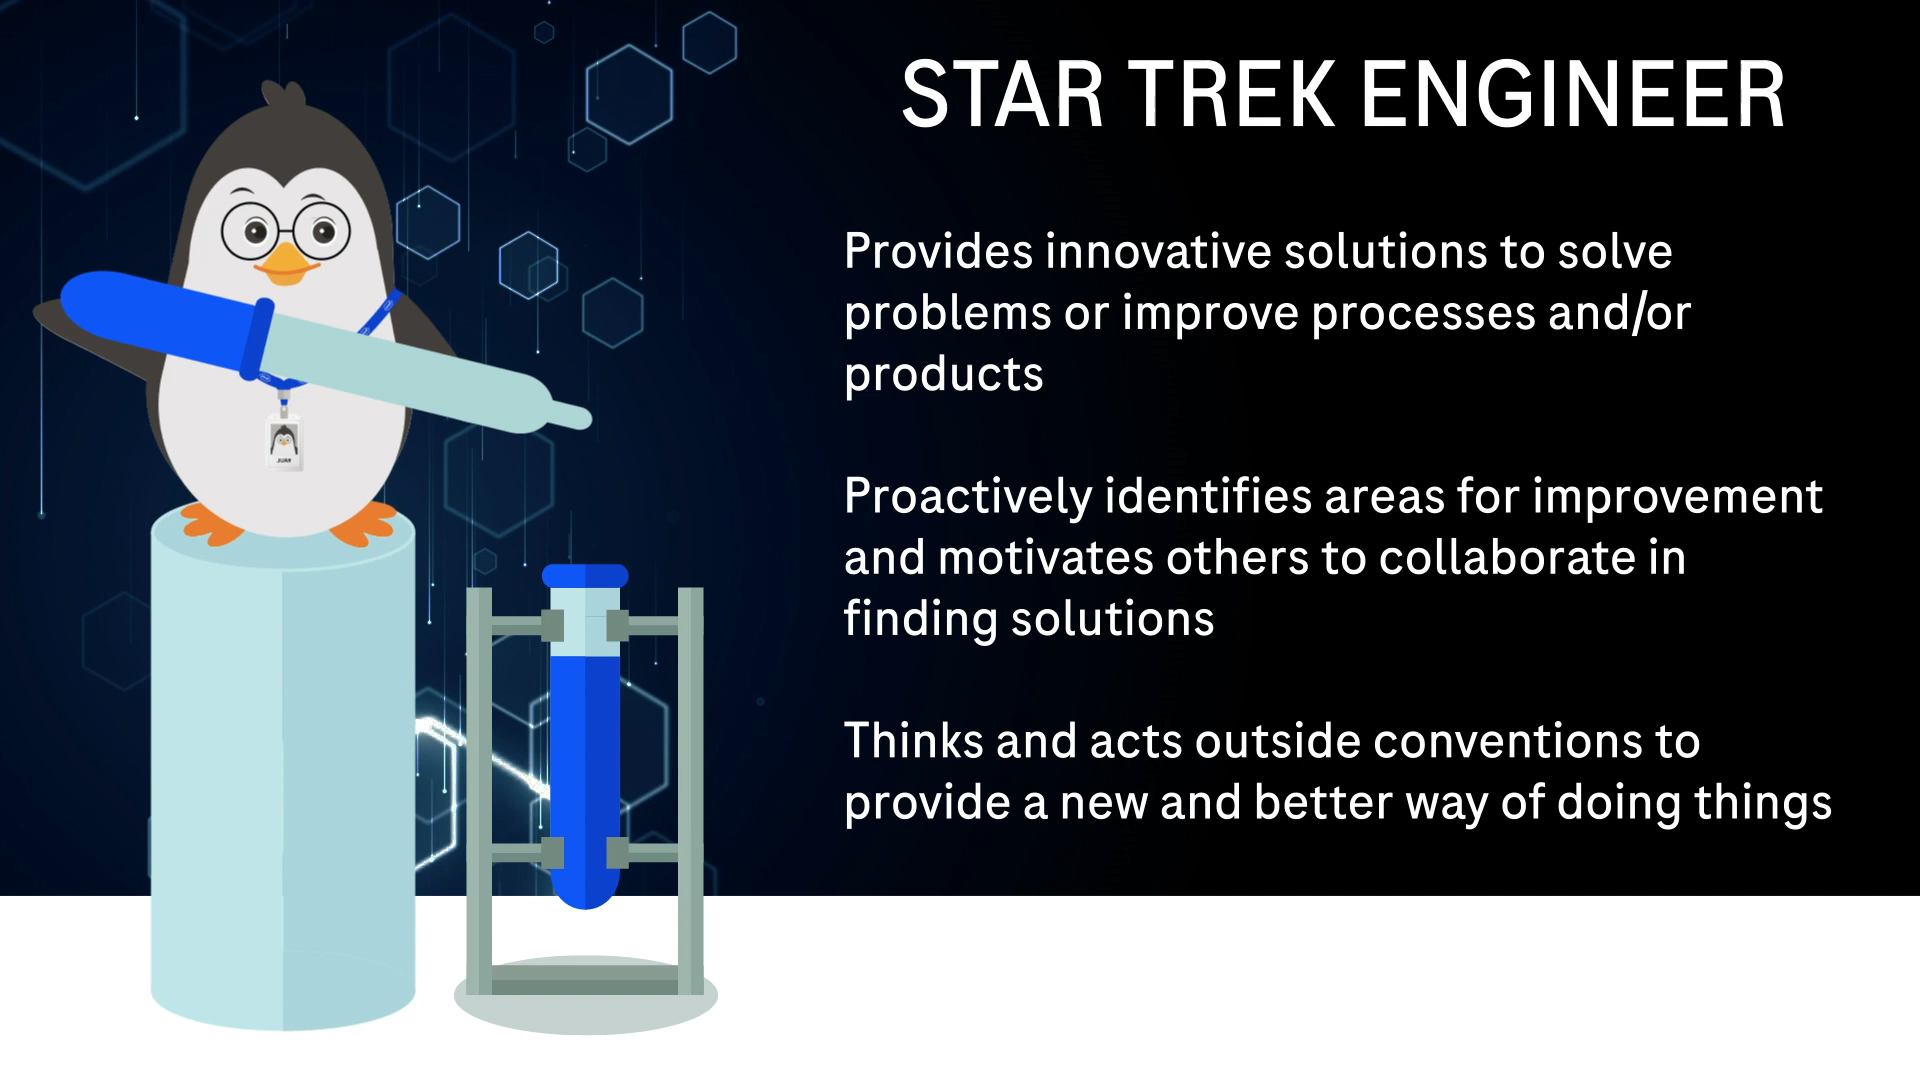 STAR TREK ENGINEER
Provides innovative solutions to solve
problems or improve processes and/or
products
Proactively identifies areas for improvement
and motivates others to collaborate in
finding solutions
Thinks and acts outside conventions to
provide a new and better way of doing things